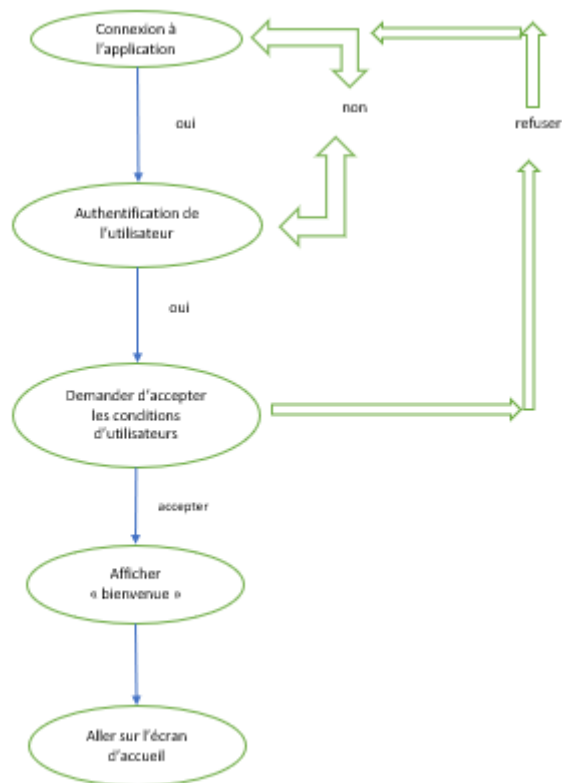 Connexion à
l'application
non
refuser
oui
Authentification de
l'utilisateur
oui
Demander d'accepter
les conditions
d'utilisateurs
accepter
Afficher
« bienvenue »
Aller sur l'écran
d'accueil